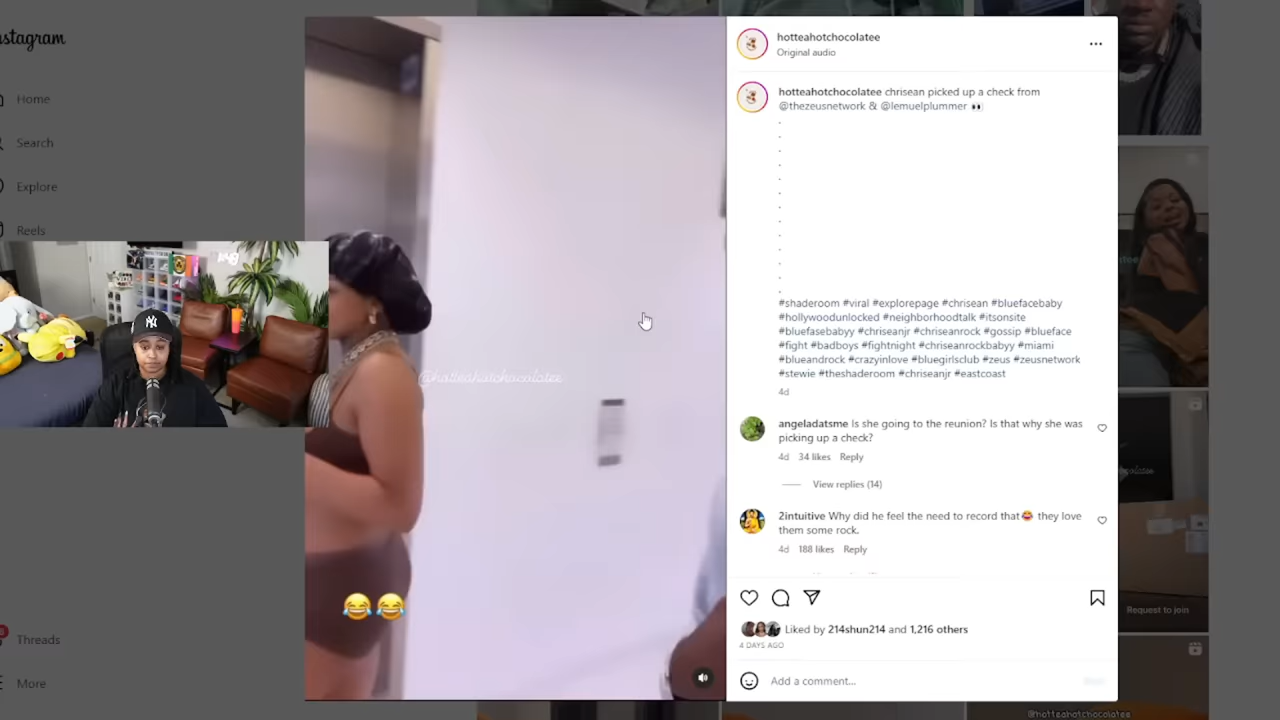 Instagram
Home
Search
Explore
Reels
Threads
More
NY
@hotteahotchocolatee
hotteahotchocolatee
Original audio
hotteahotchocolatee chrisean picked up a check from
@thezeusnetwork & @lemuelplummer 👀
.
.
.
.
.
.
.
.
.
.
.
.
.
#shaderoom #viral #explorepage #chrisean #bluefacebaby
#hollywoodunlocked #neighborhoodtalk #itsonsite
#bluefasebabyy #chriseanjr #chriseanrock #gossip #blueface
#fight #badboys #fightnight #chriseanrockbabyy #miami
#blueandrock #crazyinlove #bluegirlsclub #zeus #zeusnetwork
#stewie #theshaderoom #chriseanjr #eastcoast
4d
angeladatsme Is she going to the reunion? Is that why she was
picking up a check?
4d 34 likes Reply
View replies (14)
2intuitive Why did he feel the need to record that😂 they love
them some rock.
4d 188 likes Reply
Liked by 214shun214 and 1,216 others
4 DAYS AGO
Add a comment...
Request to join
@hotteahotchocolatee